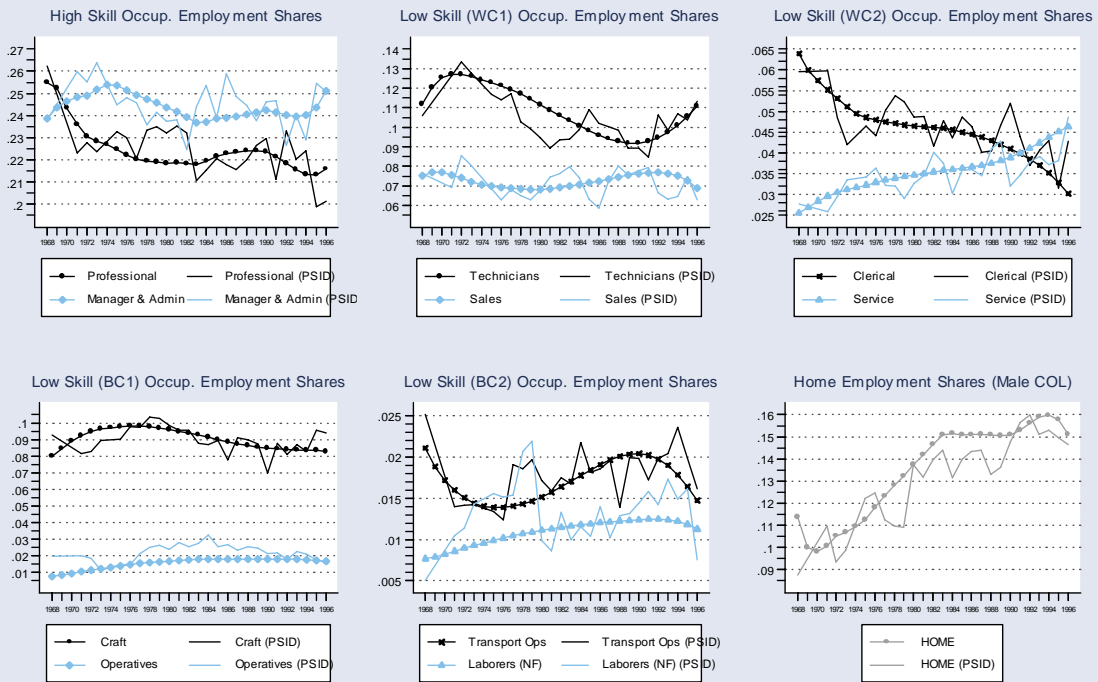 High Skill Occup. Employment Shares
.27
.26
.25
.24
.23
.22
.21
.2
1968 1970 1972 1974 1976 1978 1980 1982 1984 1986 1988 1990 1992 1994 1996
Professional Professional (PSID)
Manager & Admin Manager & Admin (PSID
Low Skill (WC1) Occup. Employment Shares
.14
.13
.12
.11
.1
.09
.08
.07
.06
1968 1970 1972 1974 1976 1978 1980 1982 1984 1986 1988 1990 1992 1994 1996
Technicians Technicians (PSID)
Sales Sales (PSID)
Low Skill (WC2) Occup. Employment Shares
.065
.06
.055
.05
.045
.04
.035
.03
.025
1968 1970 1972 1974 1976 1978 1980 1982 1984 1986 1988 1990 1992 1994 1996
Clerical Clerical (PSID)
Service Service (PSID)
Low Skill (BC1) Occup. Employment Shares
.1
.09
.08
.07
.06
.05
.04
.03
.02
.01
1968 1970 1972 1974 1976 1978 1980 1982 1984 1986 1988 1990 1992 1994 1996
Craft Craft (PSID)
Operatives Operatives (PSID)
Low Skill (BC2) Occup. Employment Shares
.025
.02
.015
.01
.005
1968 1970 1972 1974 1976 1978 1980 1982 1984 1986 1988 1990 1992 1994 1996
Transport Ops Transport Ops (PSID)
Laborers (NF) Laborers (NF) (PSID)
Home Employment Shares (Male COL)
.16
.15
.14
.13
.12
.11
.1
.09
1968 1970 1972 1974 1976 1978 1980 1982 1984 1986 1988 1990 1992 1994 1996
HOME
HOME (PSID)